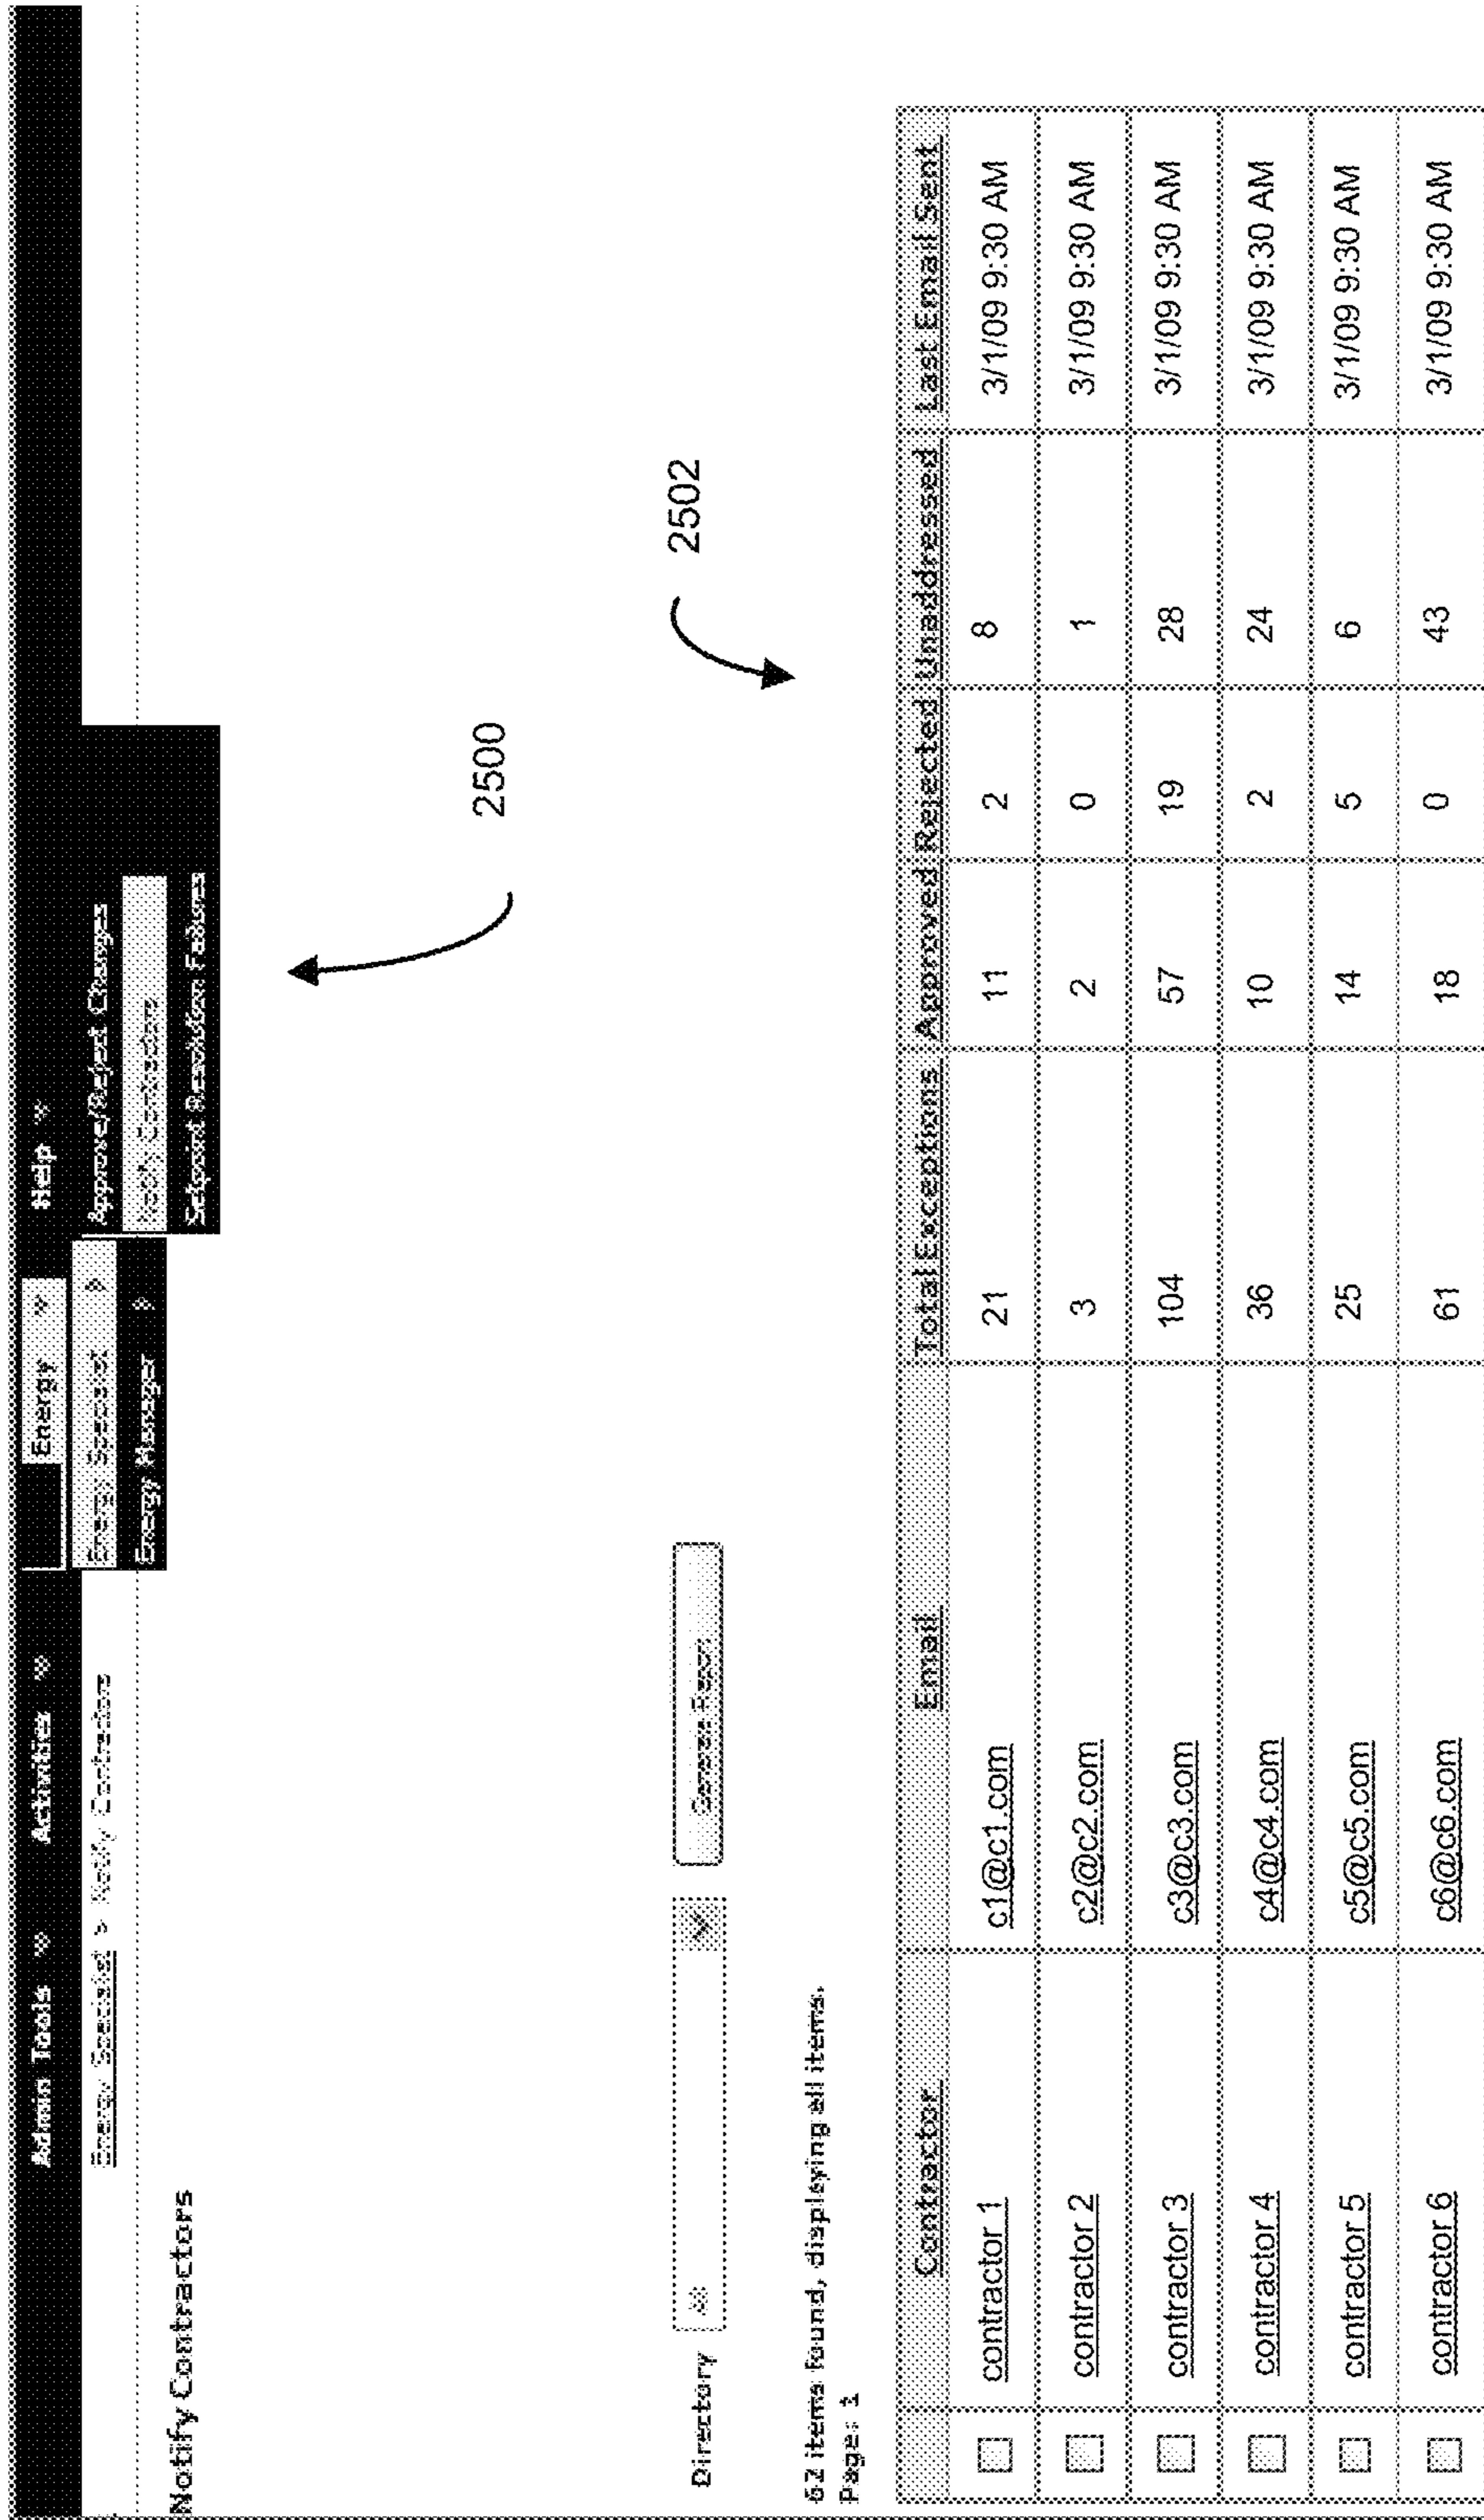 Admin Tools Activities Energy Help
Energy Specialist > Notify Contractors
Energy Specialist Approve/Reject Changes
Energy Manager Notify Contractors
Setpoint Resolution Failures
Notify Contractors
2500
2502
Directory All Generate Report
62 items found, displaying all items.
Page: 1
Contractor Email Total Exceptions Approved Rejected Unaddressed Last Email Sent
contractor 1 c1@c1.com 21 11 2 8 3/1/09 9:30 AM
contractor 2 c2@c2.com 3 2 0 1 3/1/09 9:30 AM
contractor 3 c3@c3.com 104 57 19 28 3/1/09 9:30 AM
contractor 4 c4@c4.com 36 10 2 24 3/1/09 9:30 AM
contractor 5 c5@c5.com 25 14 5 6 3/1/09 9:30 AM
contractor 6 c6@c6.com 61 18 0 43 3/1/09 9:30 AM